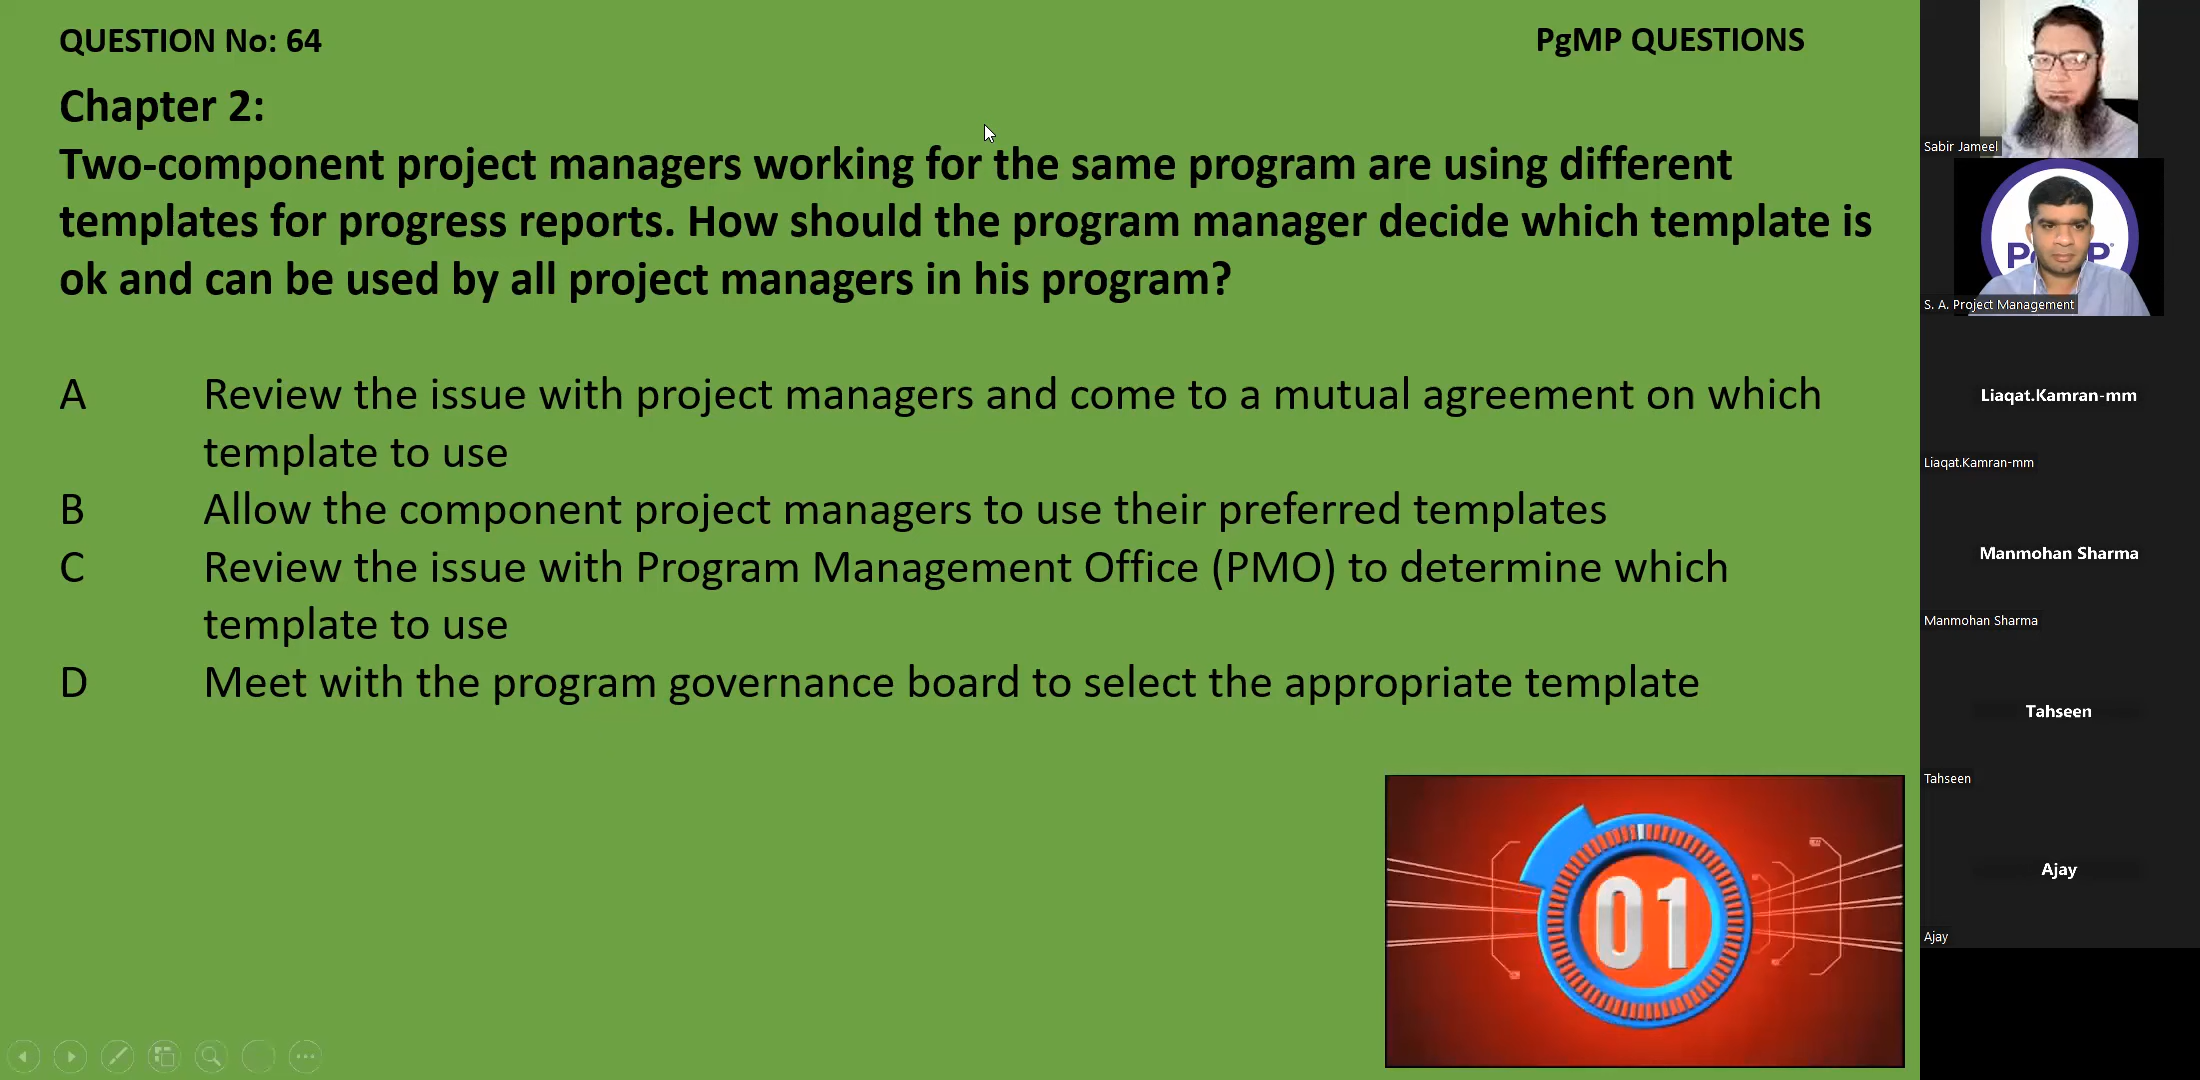 QUESTION No: 64
PgMP QUESTIONS
Chapter 2:
Two-component project managers working for the same program are using different
templates for progress reports. How should the program manager decide which template is
ok and can be used by all project managers in his program?
A Review the issue with project managers and come to a mutual agreement on which
template to use
B Allow the component project managers to use their preferred templates
C Review the issue with Program Management Office (PMO) to determine which
template to use
D Meet with the program governance board to select the appropriate template
01
Sabir Jameel
S. A. Project Management
Liaqat.Kamran-mm
Liaqat.Kamran-mm
Manmohan Sharma
Manmohan Sharma
Tahseen
Tahseen
Ajay
Ajay